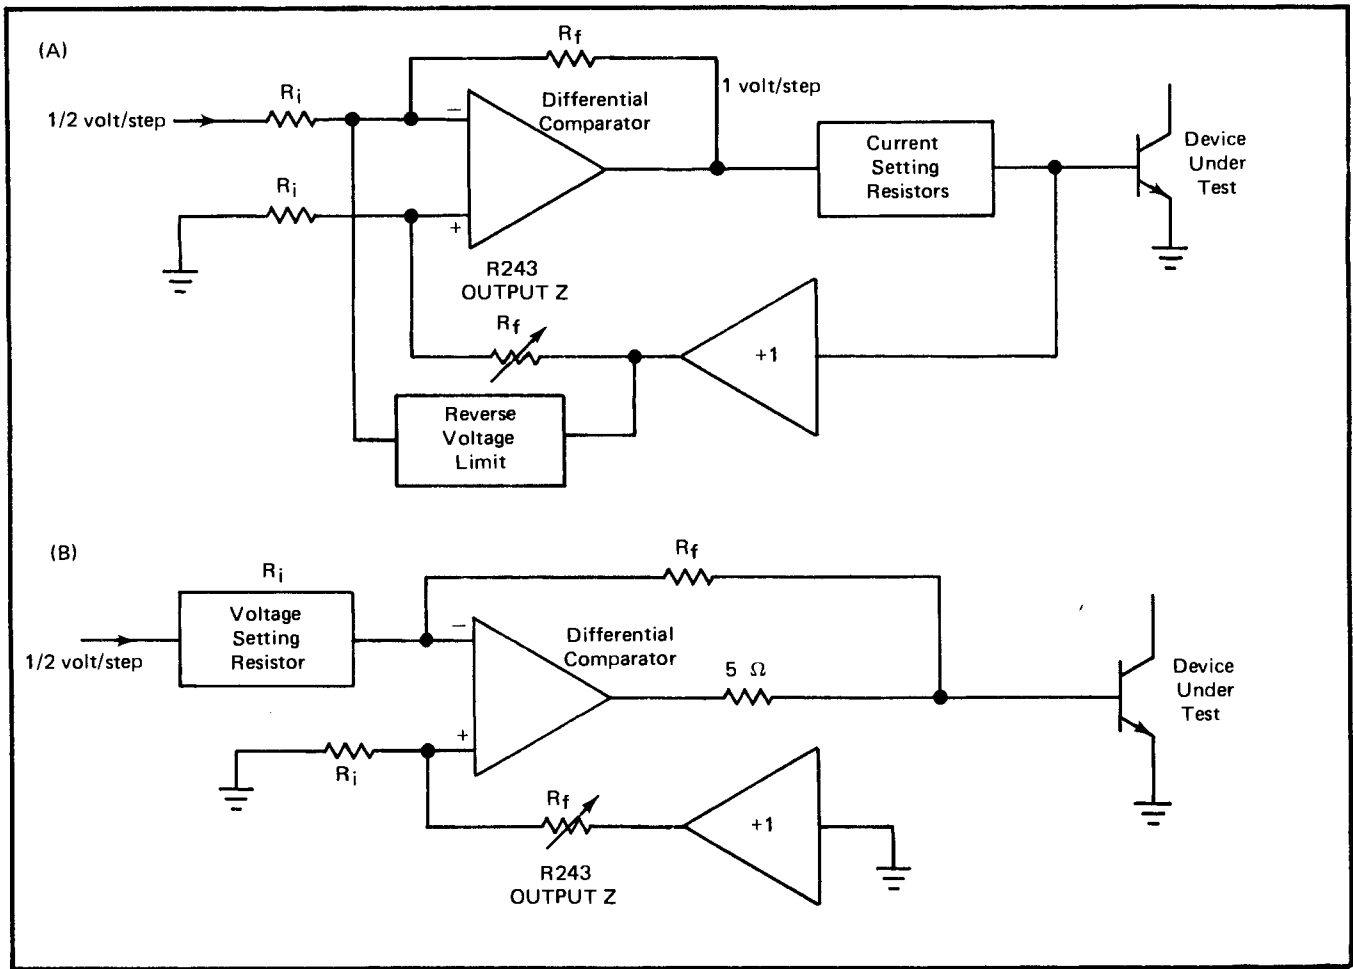 (A)
Rf
1 volt/step
Ri
1/2 volt/step
−
Differential
Comparator
Current
Setting
Resistors
Device
Under
Test
Ri
+
R243
OUTPUT Z
Rf
+1
Reverse
Voltage
Limit
(B)
Rf
Ri
Voltage
Setting
Resistor
1/2 volt/step
−
Differential
Comparator
5 Ω
Device
Under
Test
+
Ri
Rf
+1
R243
OUTPUT Z